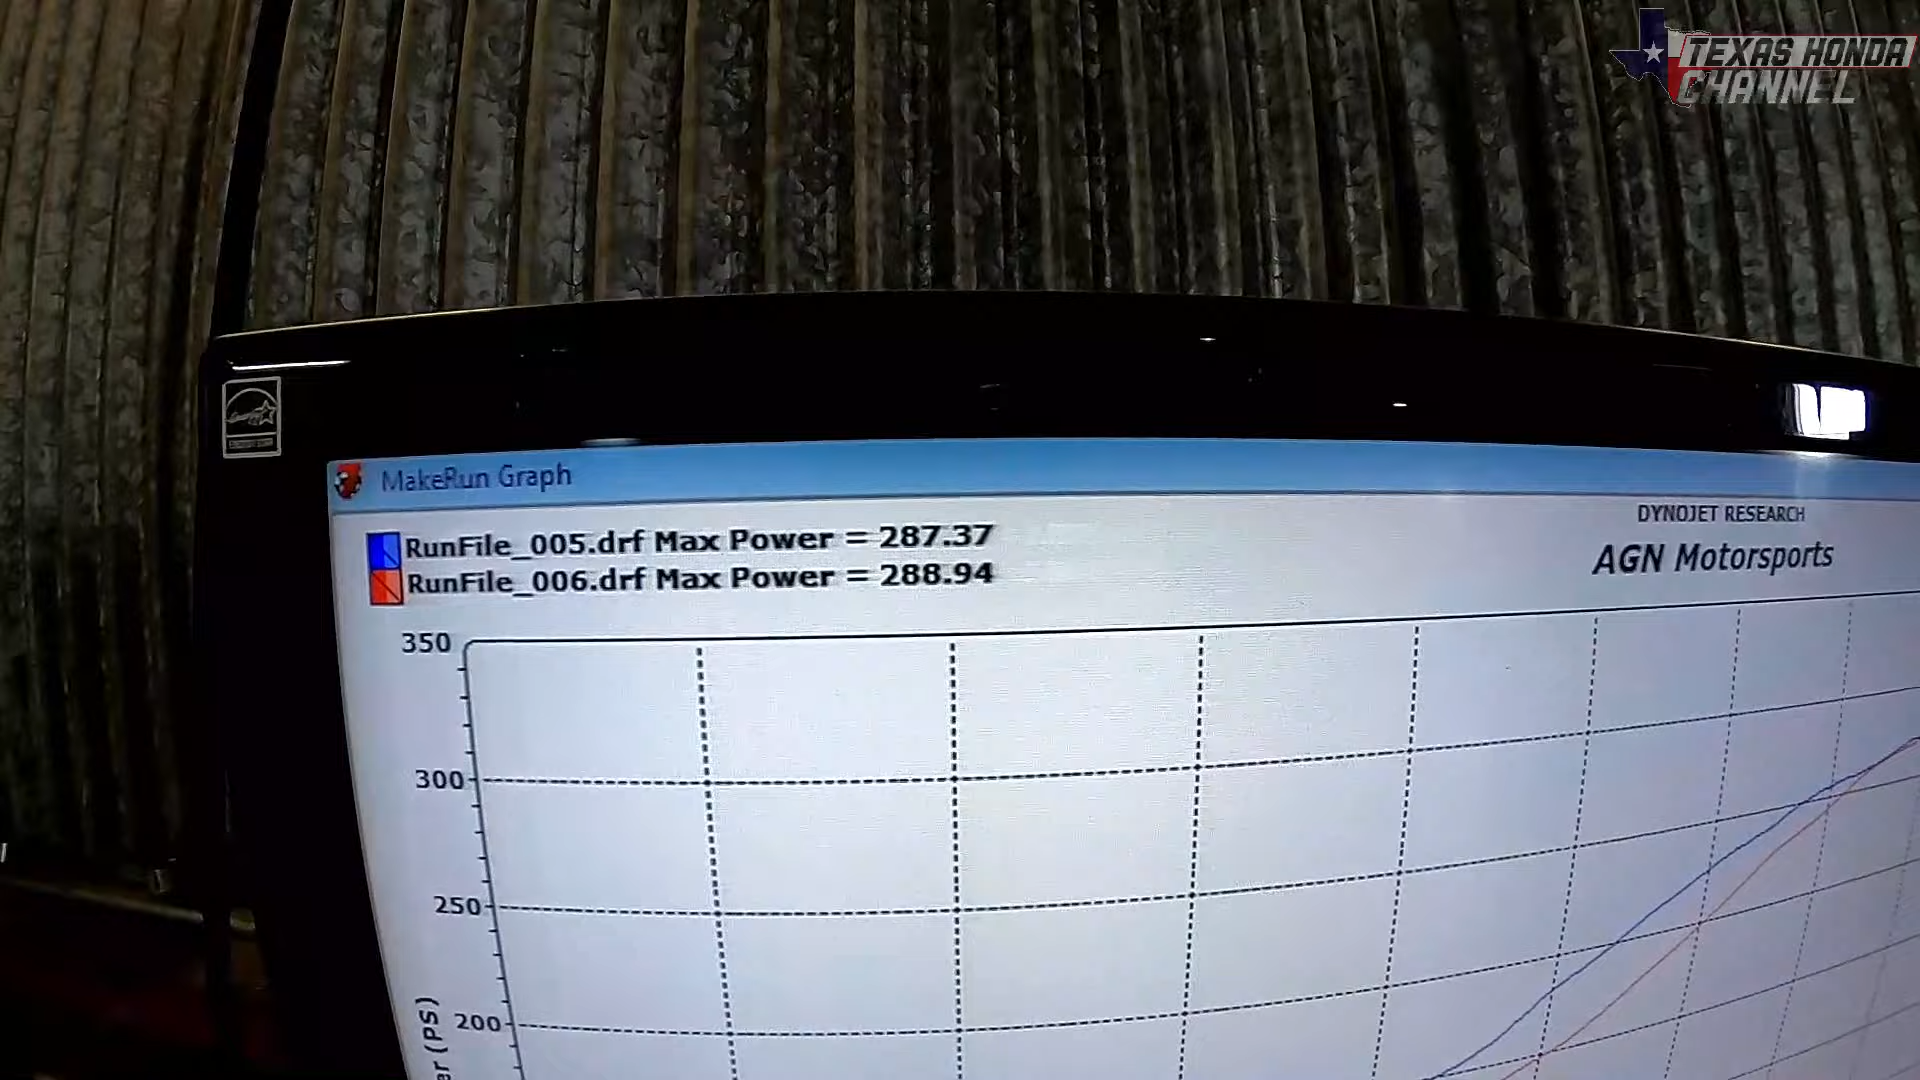 TEXAS HONDA
CHANNEL
MakeRun Graph
RunFile_005.drf Max Power = 287.37
RunFile_006.drf Max Power = 288.94
DYNOJET RESEARCH
AGN Motorsports
350
300
250
200
(PS)